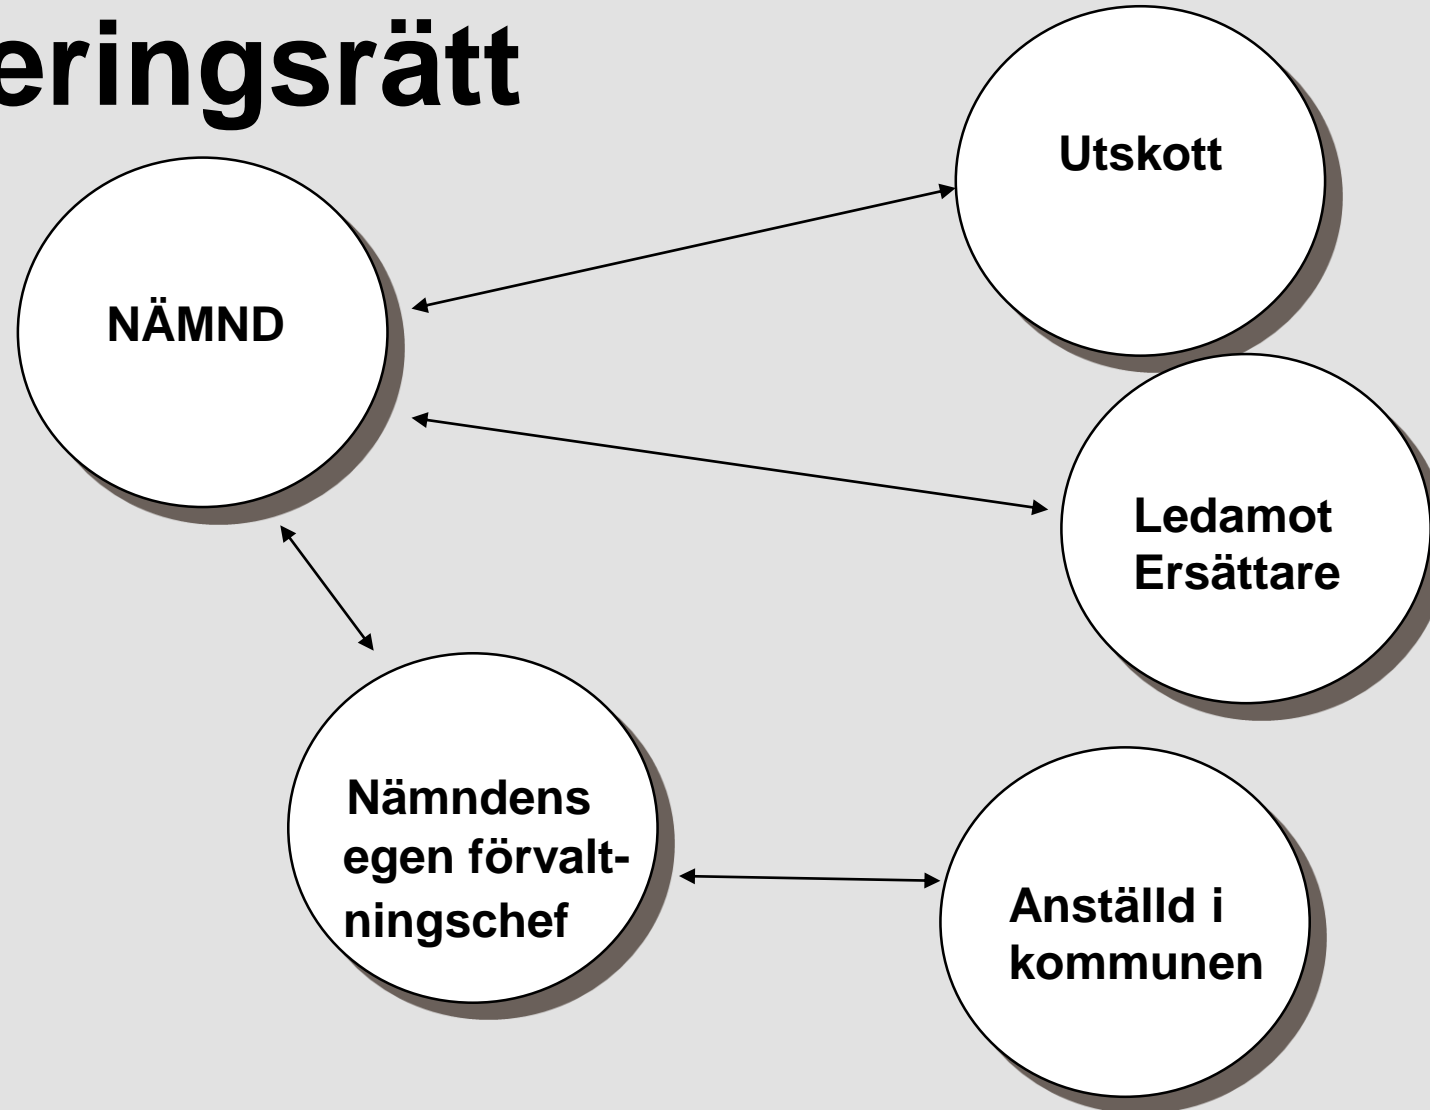 eringsrätt
Utskott
NÄMND
Ledamot
Ersättare
Nämndens
egen förvalt-
ningschef
Anställd i
kommunen